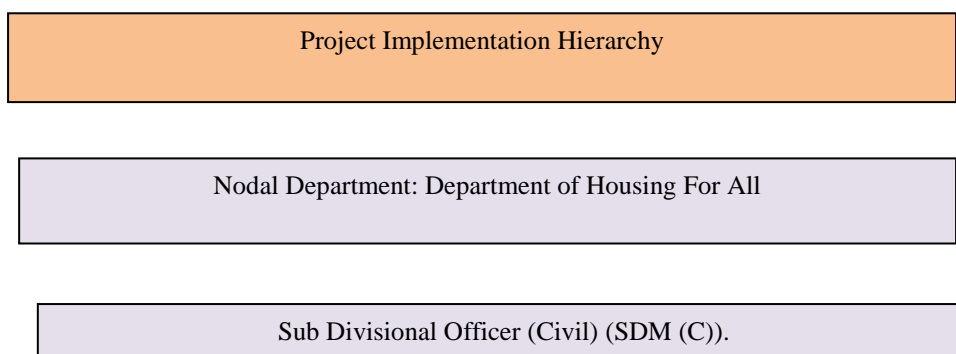 Project Implementation Hierarchy
Nodal Department: Department of Housing For All
Sub Divisional Officer (Civil) (SDM (C)).